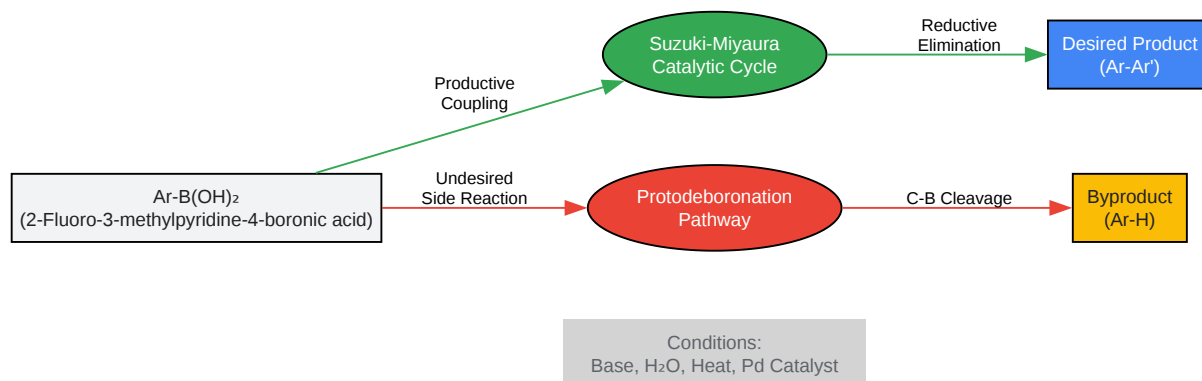 Suzuki-Miyaura
Catalytic Cycle
Reductive
Elimination
Desired Product
(Ar-Ar')
Productive
Coupling
Ar-B(OH)₂
(2-Fluoro-3-methylpyridine-4-boronic acid)
Undesired
Side Reaction
Protodeboronation
Pathway
C-B Cleavage
Byproduct
(Ar-H)
Conditions:
Base, H₂O, Heat, Pd Catalyst